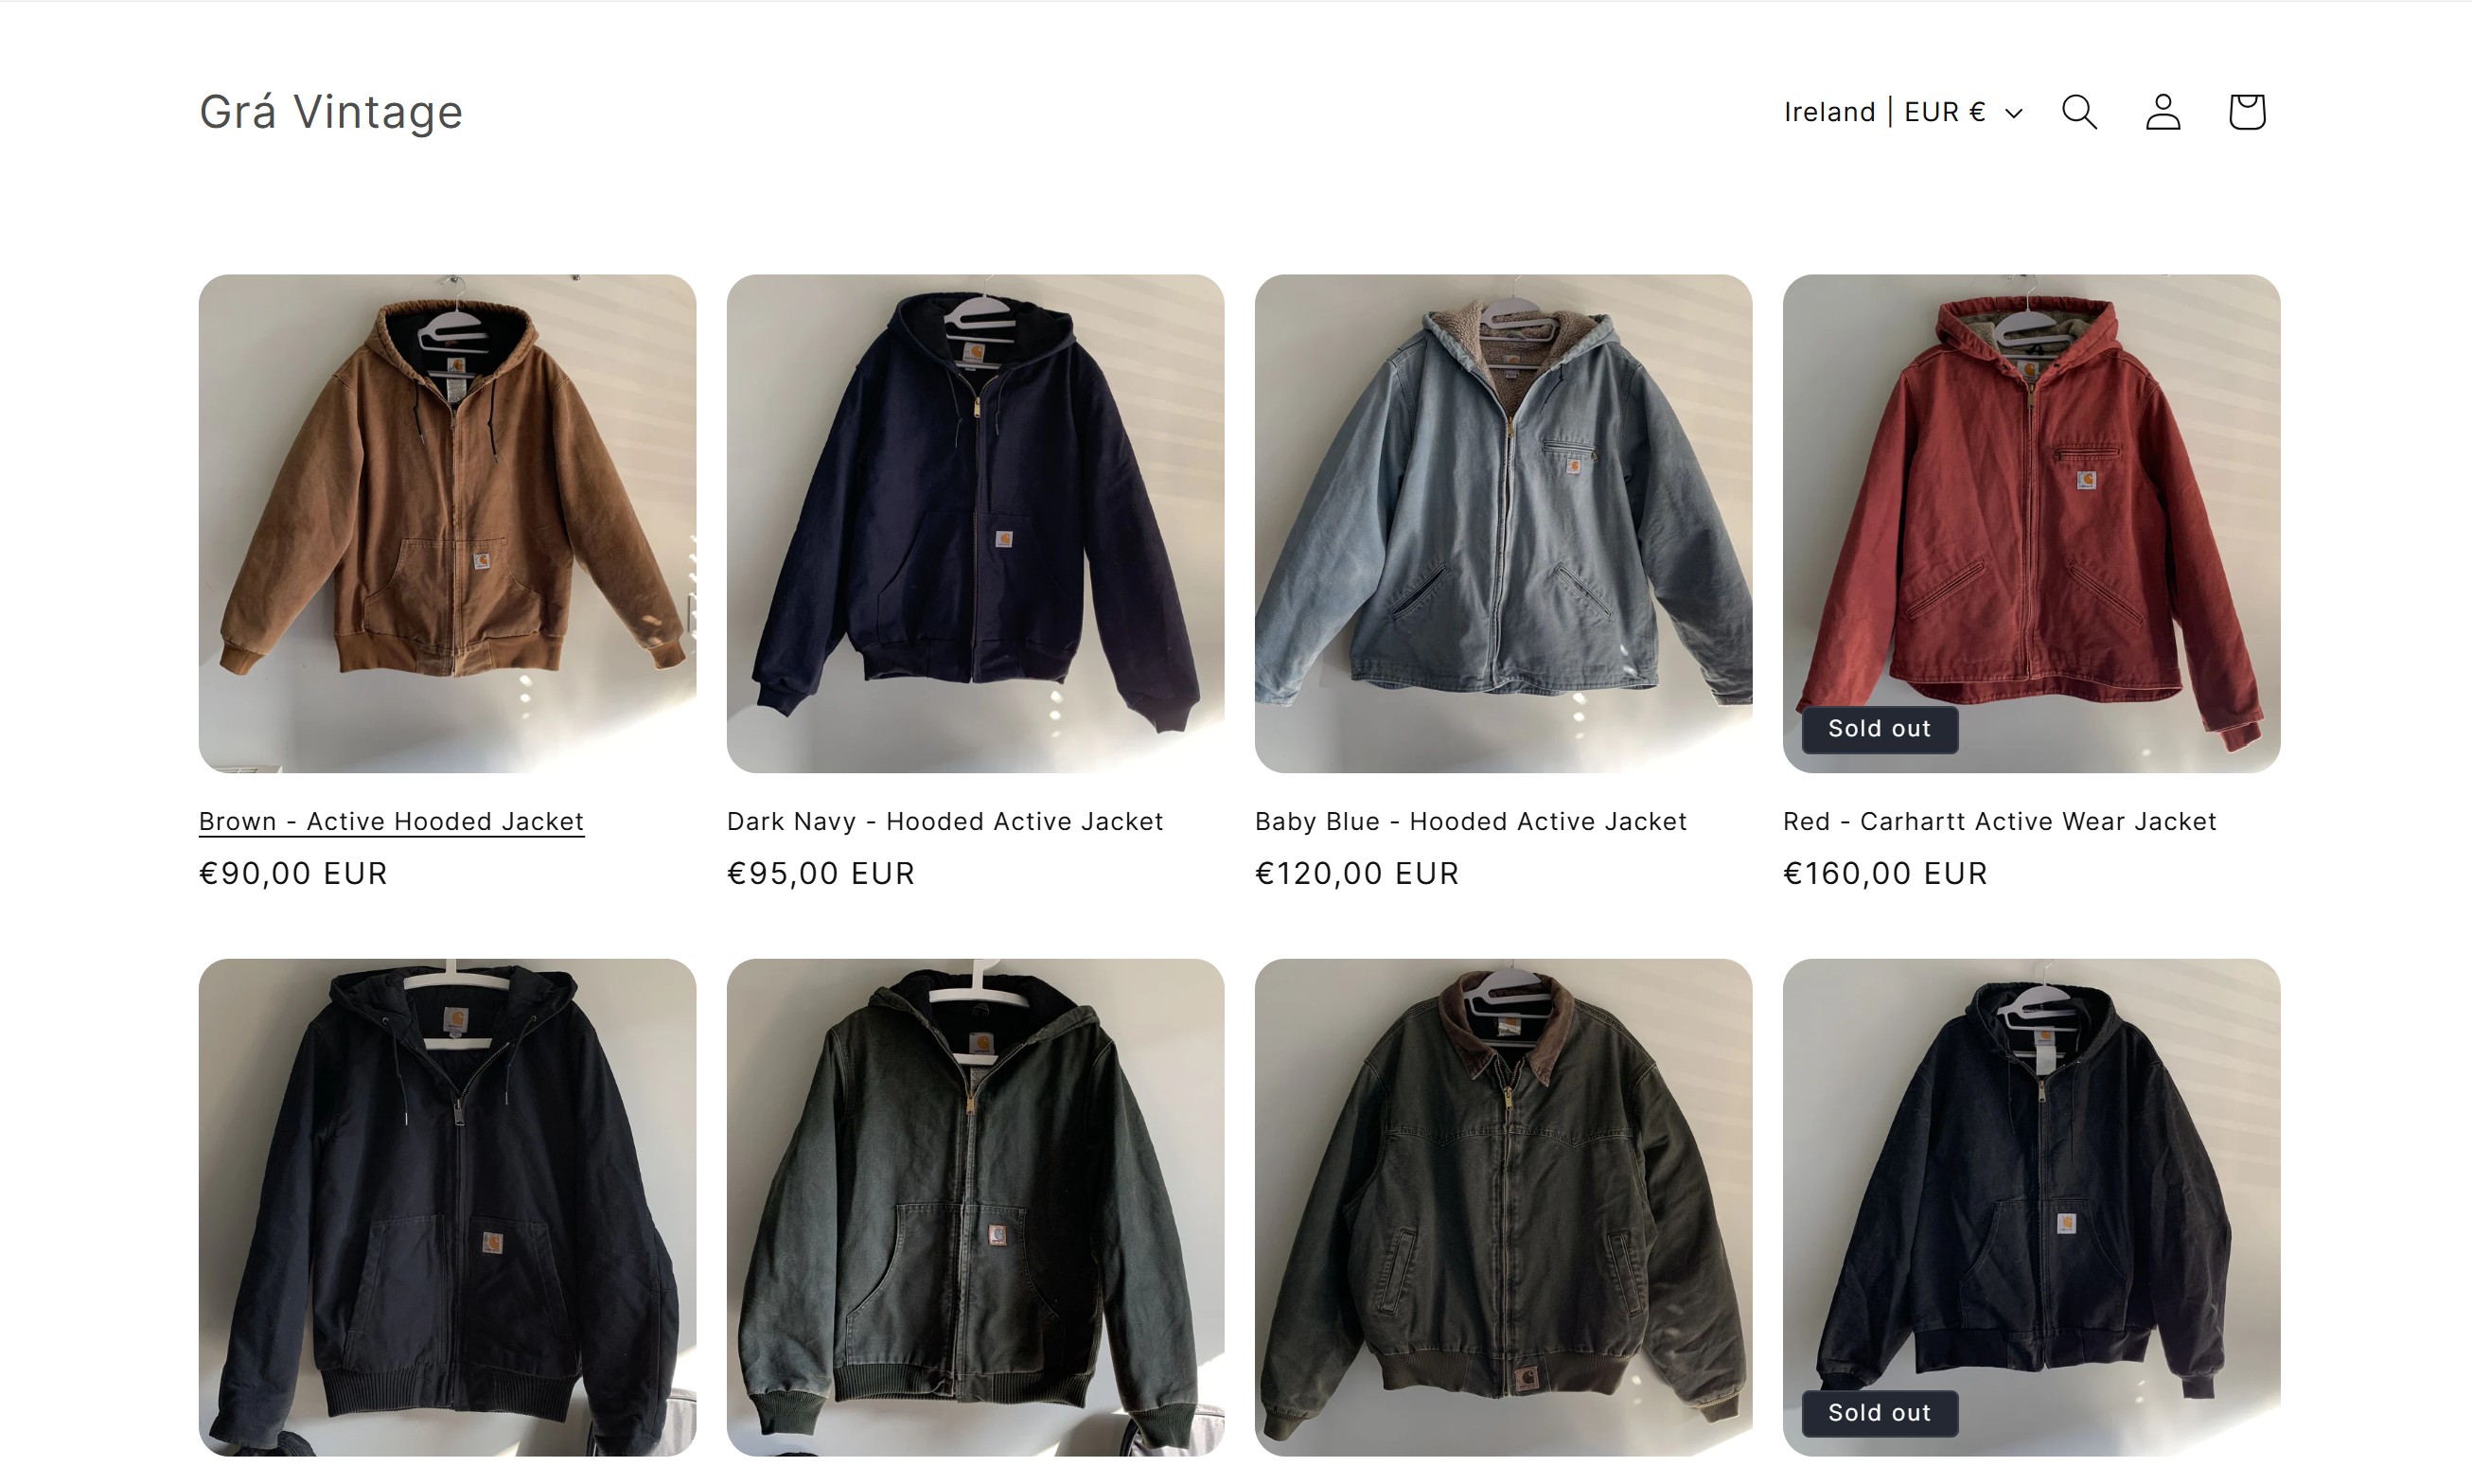 Grá Vintage
Ireland | EUR €
Sold out
Brown - Active Hooded Jacket
€90,00 EUR
Dark Navy - Hooded Active Jacket
€95,00 EUR
Baby Blue - Hooded Active Jacket
€120,00 EUR
Red - Carhartt Active Wear Jacket
€160,00 EUR
Sold out